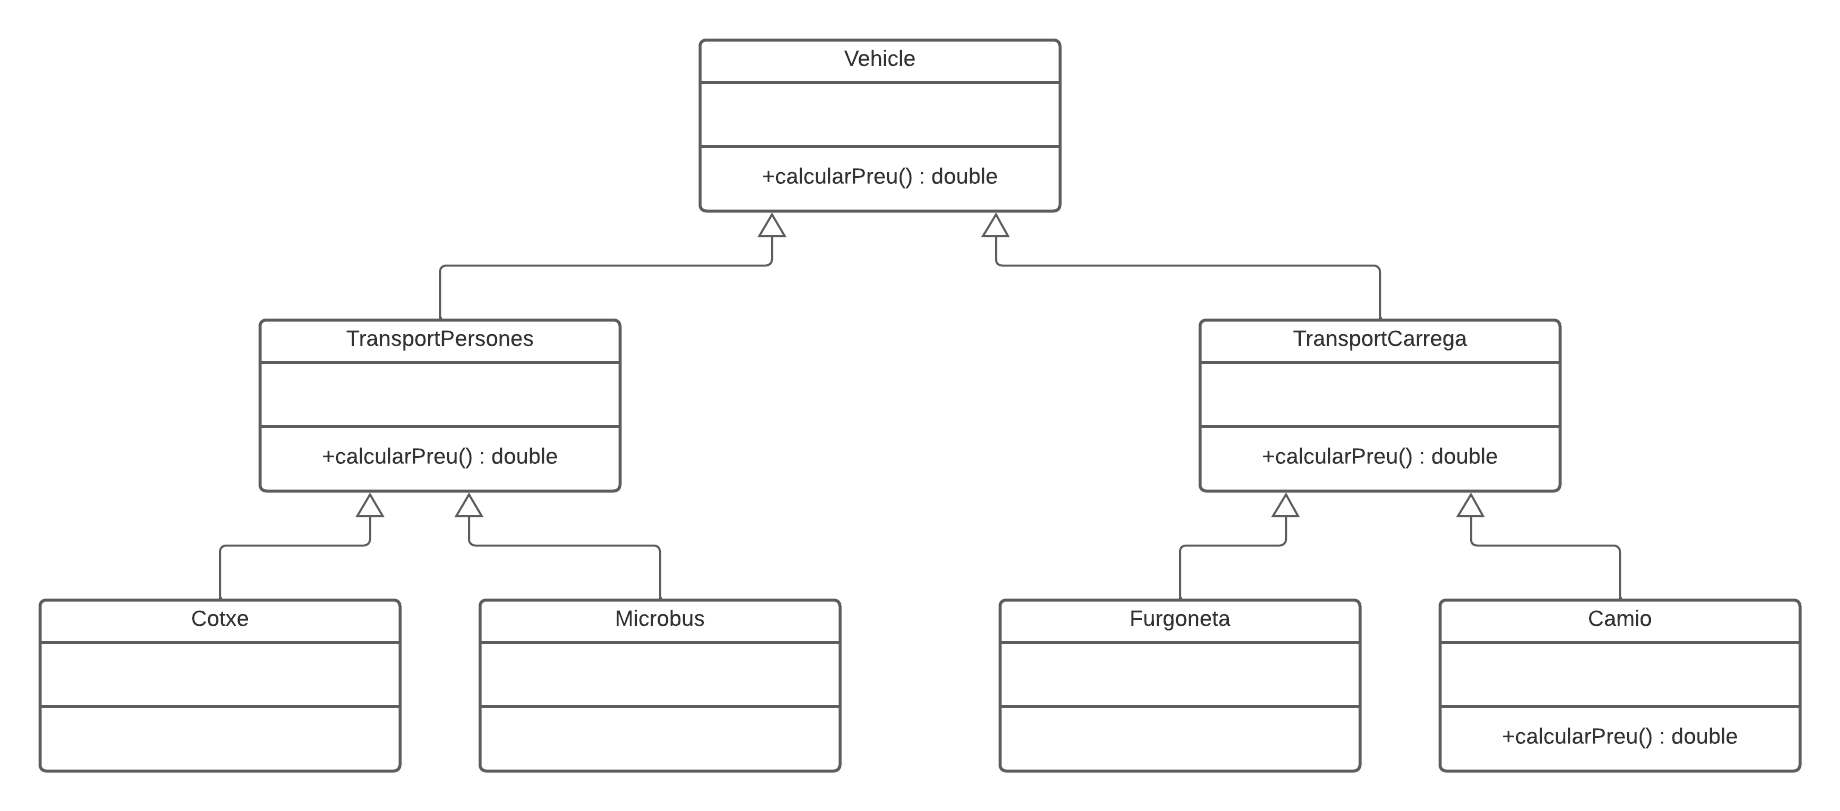 Vehicle
+calcularPreu() : double
TransportPersones
+calcularPreu() : double
TransportCarrega
+calcularPreu() : double
Cotxe
Microbus
Furgoneta
Camio
+calcularPreu() : double